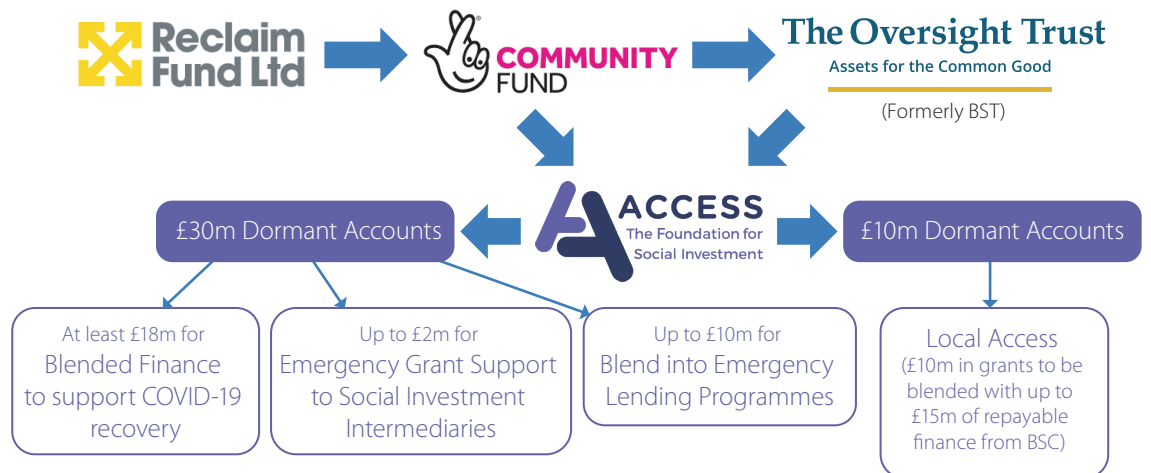 Reclaim
Fund Ltd
COMMUNITY
FUND
The Oversight Trust
Assets for the Common Good
(Formerly BST)
ACCESS
The Foundation for
Social Investment
£30m Dormant Accounts
£10m Dormant Accounts
At least £18m for
Blended Finance
to support COVID-19
recovery
Up to £2m for
Emergency Grant Support
to Social Investment
Intermediaries
Up to £10m for
Blend into Emergency
Lending Programmes
Local Access
(£10m in grants to be
blended with up to
£15m of repayable
finance from BSC)